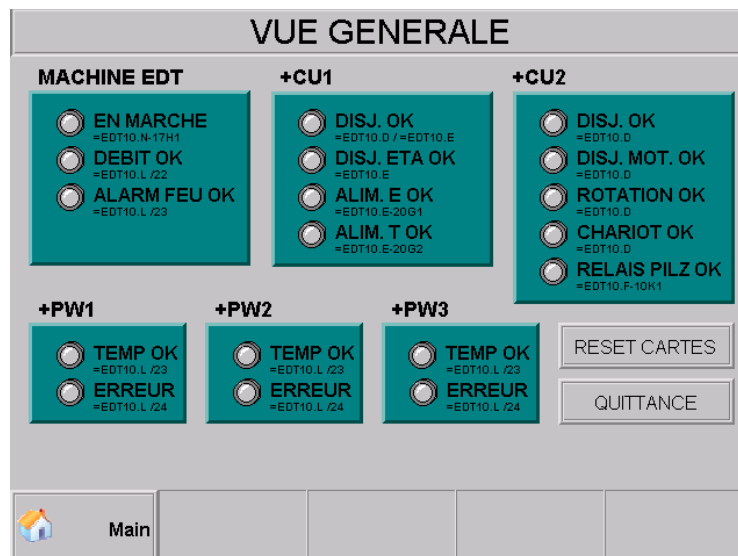 VUE GENERALE
MACHINE EDT
EN MARCHE
=EDT10.N-17H1
DEBIT OK
=EDT10.L /22
ALARM FEU OK
=EDT10.L /23
+CU1
DISJ. OK
=EDT10.D / =EDT10.E
DISJ. ETA OK
=EDT10.E
ALIM. E OK
=EDT10.E-20G1
ALIM. T OK
=EDT10.E-20G2
+CU2
DISJ. OK
=EDT10.D
DISJ. MOT. OK
=EDT10.D
ROTATION OK
=EDT10.D
CHARIOT OK
=EDT10.D
RELAIS PILZ OK
=EDT10.F-10K1
+PW1
TEMP OK
=EDT10.L /23
ERREUR
=EDT10.L /24
+PW2
TEMP OK
=EDT10.L /23
ERREUR
=EDT10.L /24
+PW3
TEMP OK
=EDT10.L /23
ERREUR
=EDT10.L /24
RESET CARTES
QUITTANCE
Main